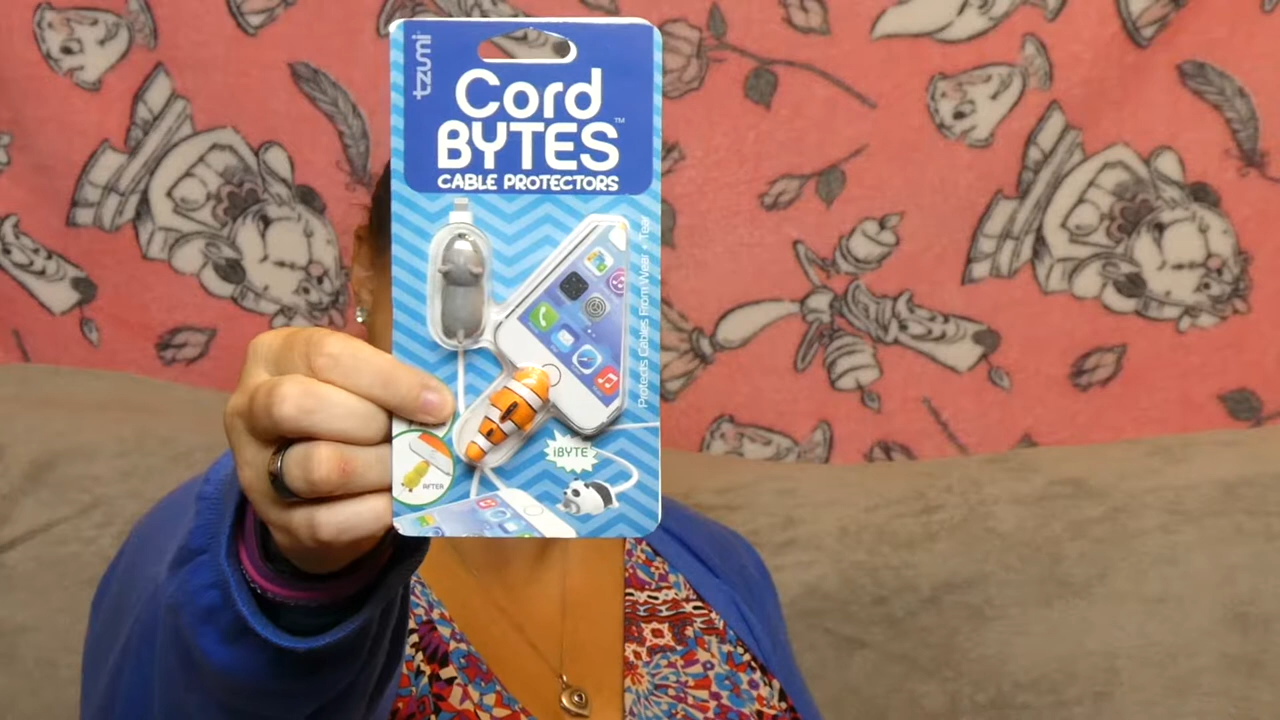 tzumi
Cord
BYTES™
CABLE PROTECTORS
Protects Cables From Wear + Tear
iBYTE
AFTER